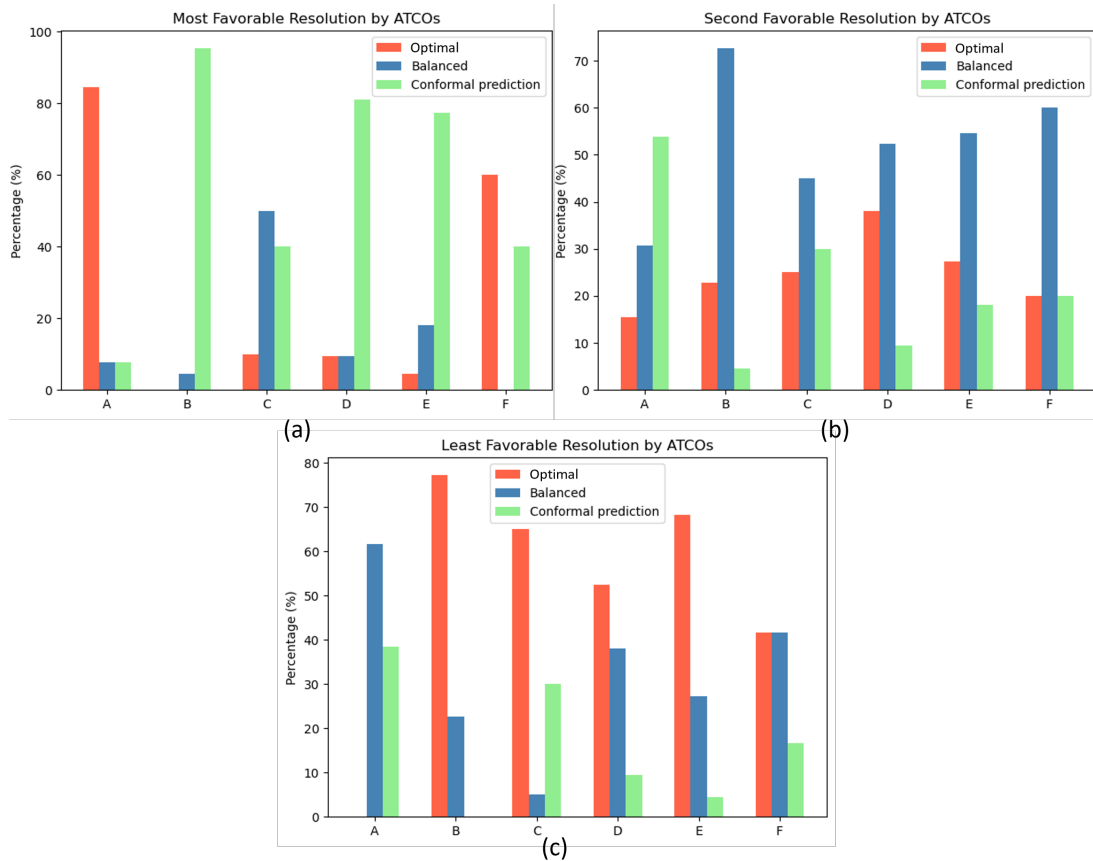 Most Favorable Resolution by ATCOs
100
80
60
40
20
0
Percentage (%)
Optimal
Balanced
Conformal prediction
A B C D E F
(a)
Second Favorable Resolution by ATCOs
70
60
50
40
30
20
10
0
Percentage (%)
Optimal
Balanced
Conformal prediction
A B C D E F
(b)
Least Favorable Resolution by ATCOs
80
70
60
50
40
30
20
10
0
Percentage (%)
Optimal
Balanced
Conformal prediction
A B C D E F
(c)